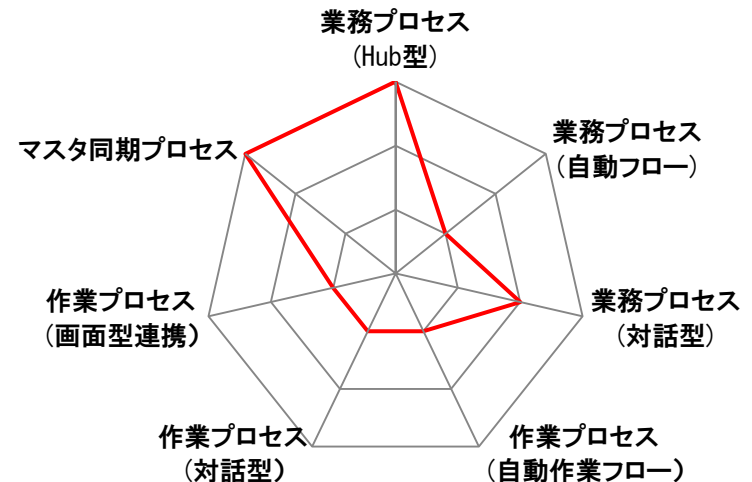 業務プロセス
（Hub型）
業務プロセス
（自動フロー）
業務プロセス
（対話型）
作業プロセス
（自動作業フロー）
作業プロセス
（対話型）
作業プロセス
（画面型連携）
マスタ同期プロセス